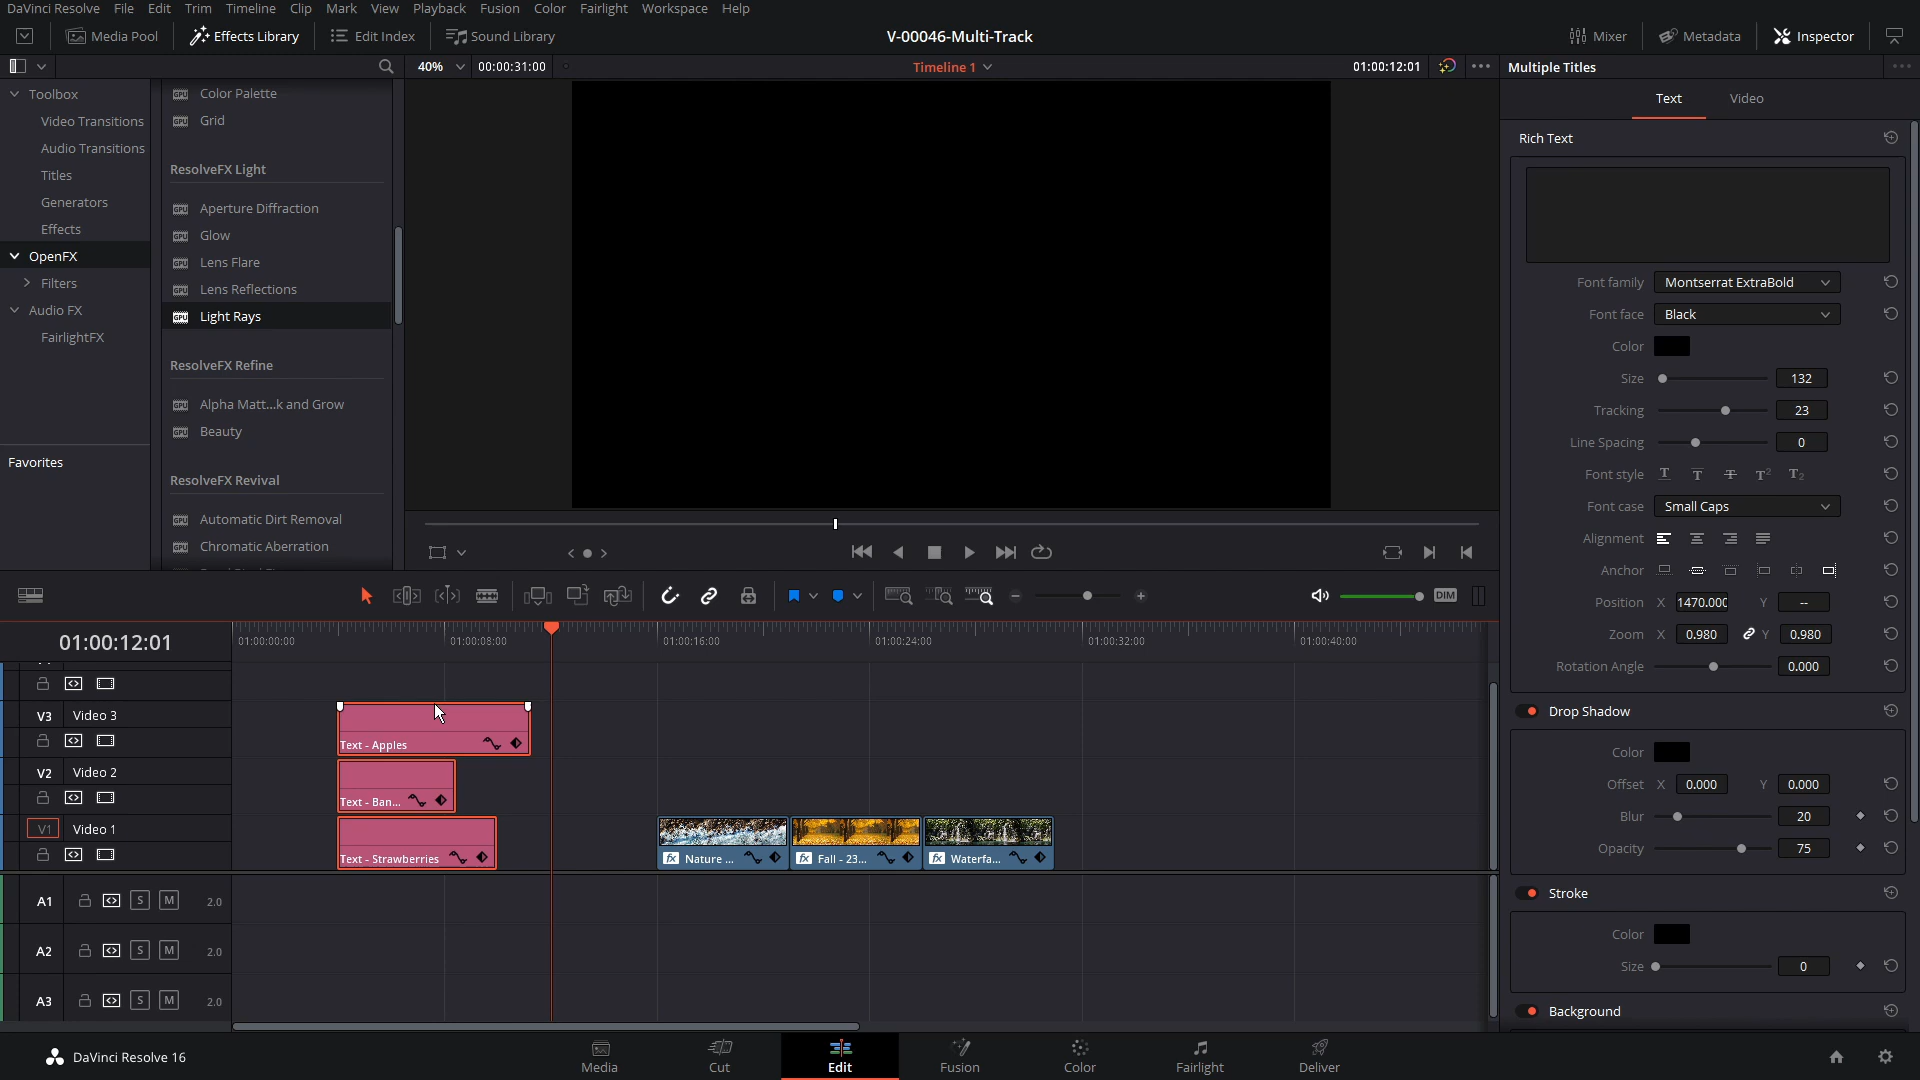 DaVinci Resolve File Edit Trim Timeline Clip Mark View Playback Fusion Color Fairlight Workspace Help
Media Pool Effects Library Edit Index Sound Library V-00046-Multi-Track Mixer Metadata Inspector
40% 00:00:31:00 Timeline 1 01:00:12:01 Multiple Titles
Toolbox
Video Transitions
Audio Transitions
Titles
Generators
Effects
OpenFX
Filters
Audio FX
FairlightFX
Favorites
Color Palette
Grid
ResolveFX Light
Aperture Diffraction
Glow
Lens Flare
Lens Reflections
Light Rays
ResolveFX Refine
Alpha Matt...k and Grow
Beauty
ResolveFX Revival
Automatic Dirt Removal
Chromatic Aberration
Text Video
Rich Text
Font family Montserrat ExtraBold
Font face Black
Color
Size 132
Tracking 23
Line Spacing 0
Font style T T T T2 T2
Font case Small Caps
Alignment
Anchor
Position X 1470.000 Y --
Zoom X 0.980 Y 0.980
Rotation Angle 0.000
Drop Shadow
Color
Offset X 0.000 Y 0.000
Blur 20
Opacity 75
Stroke
Color
Size 0
Background
DIM
01:00:12:01 01:00:00:00 01:00:08:00 01:00:16:00 01:00:24:00 01:00:32:00 01:00:40:00
V3 Video 3
Text - Apples
V2 Video 2
Text - Ban...
V1 Video 1
Text - Strawberries fx Nature ... fx Fall - 23... fx Waterfa...
A1 S M 2.0
A2 S M 2.0
A3 S M 2.0
DaVinci Resolve 16 Media Cut Edit Fusion Color Fairlight Deliver